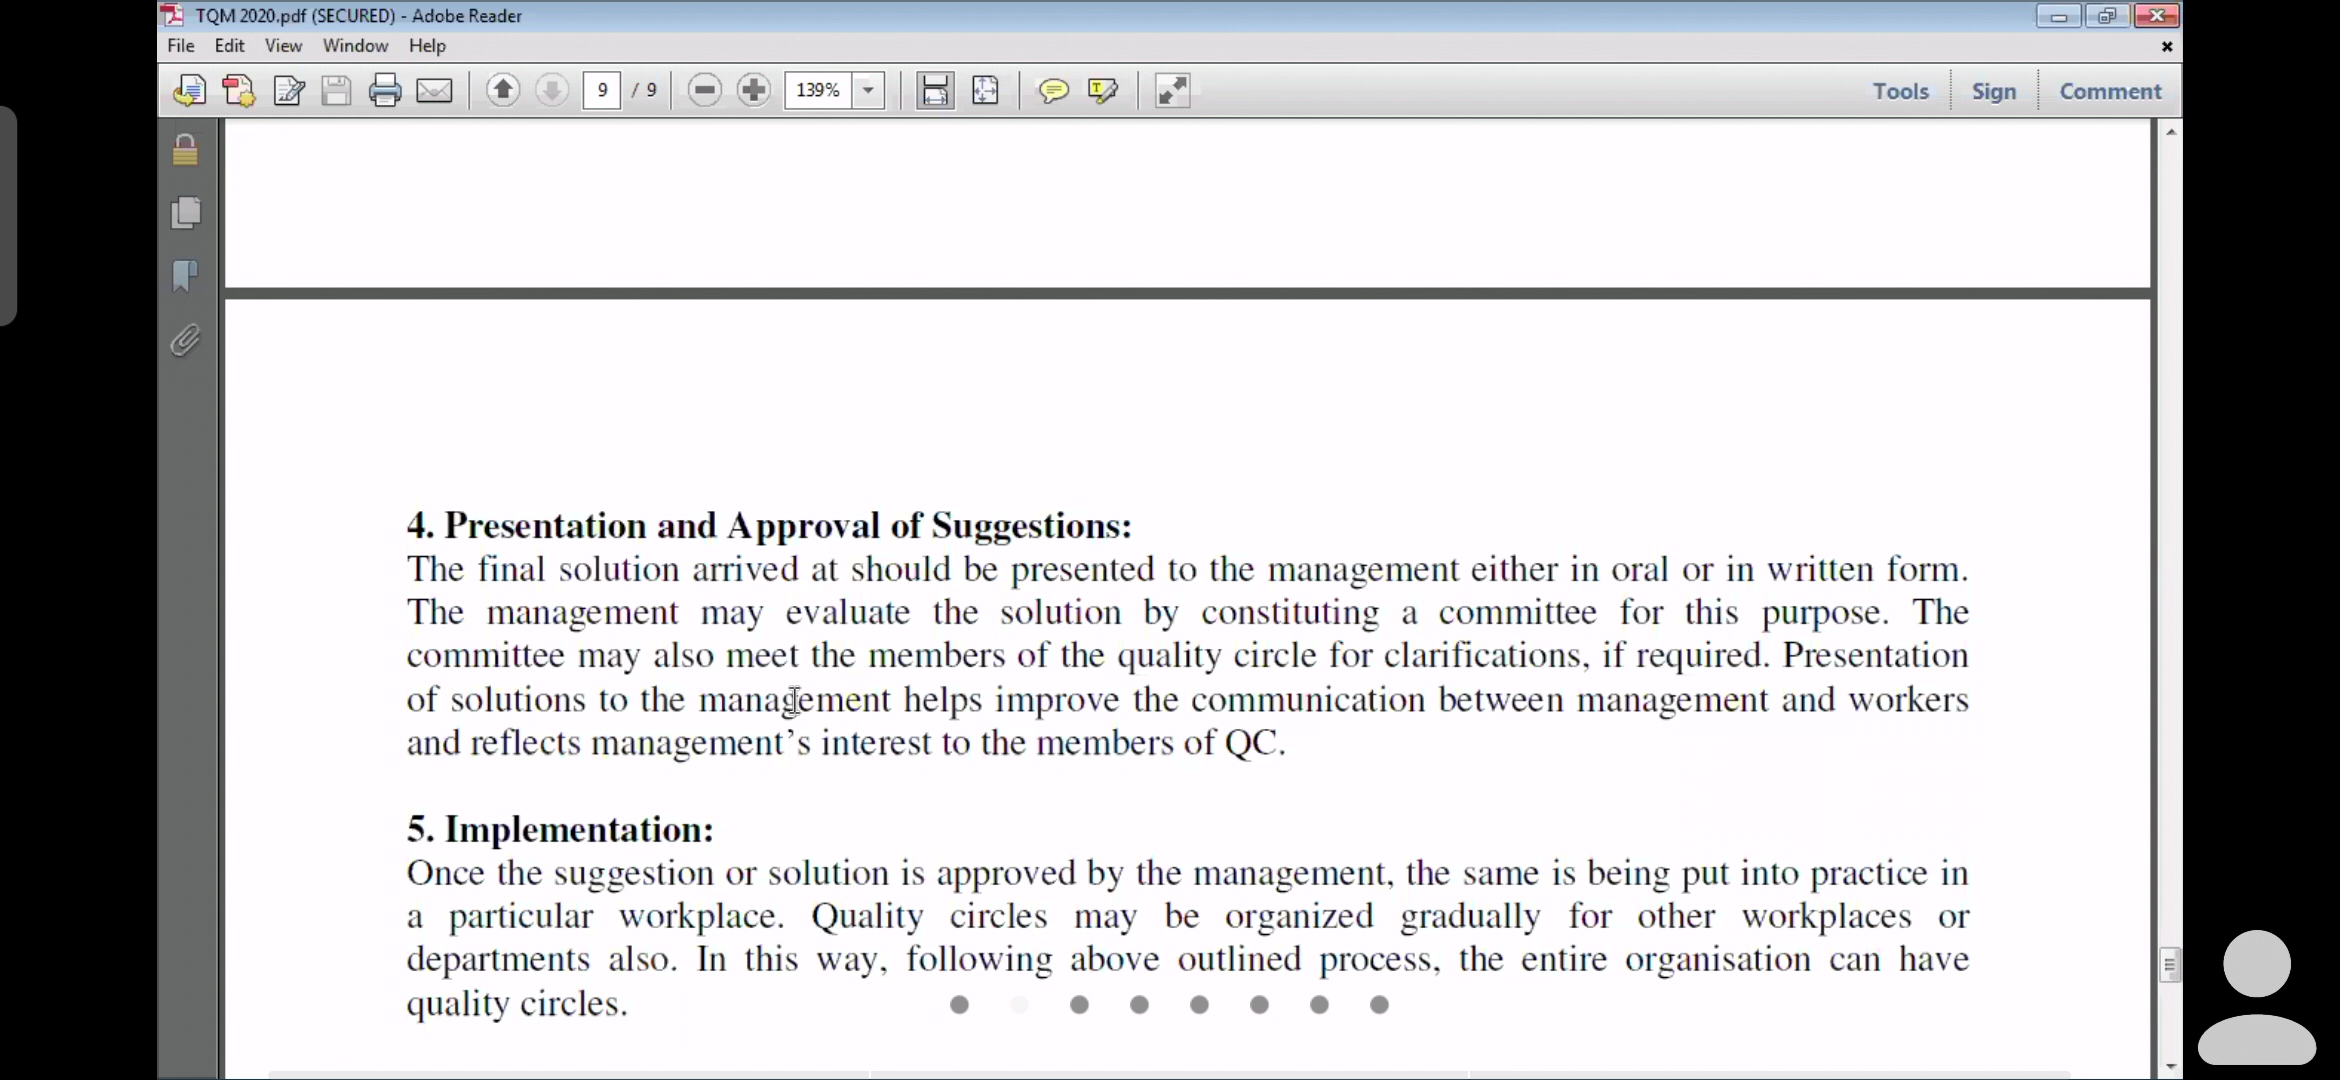 TQM 2020.pdf (SECURED) - Adobe Reader
File Edit View Window Help
9 / 9 139% Tools Sign Comment
4. Presentation and Approval of Suggestions:
The final solution arrived at should be presented to the management either in oral or in written form.
The management may evaluate the solution by constituting a committee for this purpose. The
committee may also meet the members of the quality circle for clarifications, if required. Presentation
of solutions to the management helps improve the communication between management and workers
and reflects management’s interest to the members of QC.
5. Implementation:
Once the suggestion or solution is approved by the management, the same is being put into practice in
a particular workplace. Quality circles may be organized gradually for other workplaces or
departments also. In this way, following above outlined process, the entire organisation can have
quality circles.